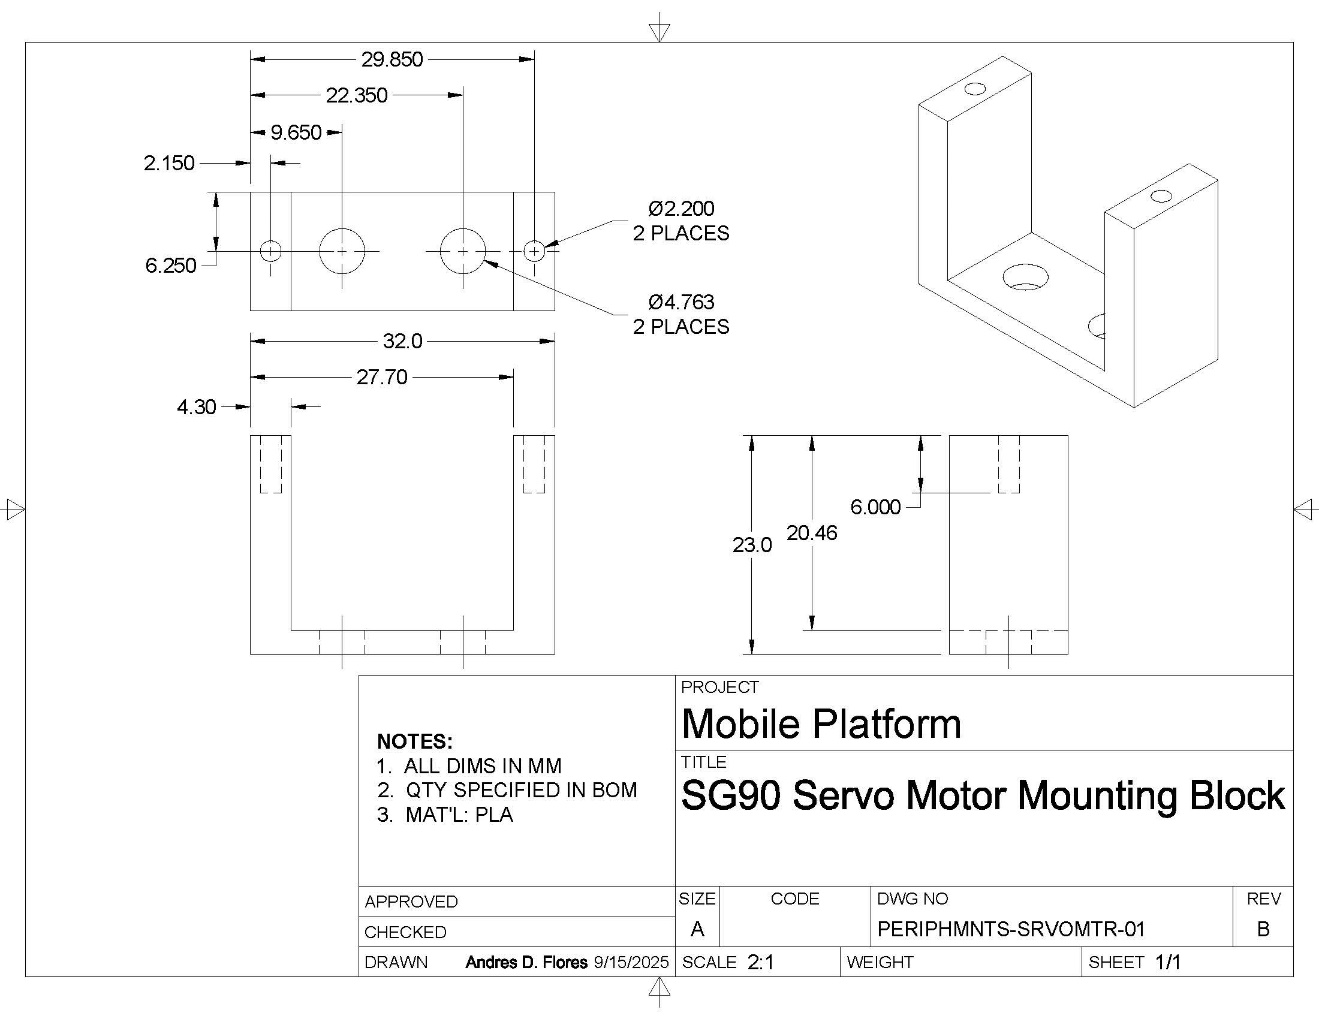 29.850
22.350
9.650
2.150
6.250
Ø2.200
2 PLACES
Ø4.763
2 PLACES
32.0
27.70
4.30
6.000
20.46
23.0
NOTES:
1. ALL DIMS IN MM
2. QTY SPECIFIED IN BOM
3. MAT'L: PLA
PROJECT
Mobile Platform
TITLE
SG90 Servo Motor Mounting Block
APPROVED
CHECKED
DRAWN Andres D. Flores 9/15/2025
SIZE
A
CODE
DWG NO
PERIPHMNTS-SRVOMTR-01
REV
B
SCALE 2:1
WEIGHT
SHEET 1/1